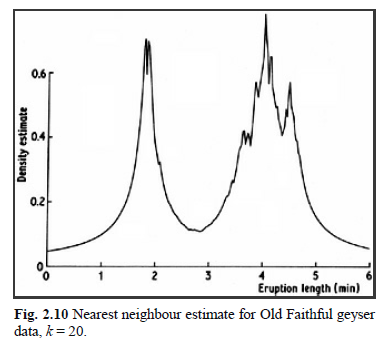 0.6
0.4
0.2
0
Density estimate
0 1 2 3 4 5 6
Eruption length (min)
Fig. 2.10 Nearest neighbour estimate for Old Faithful geyser
data, k = 20.